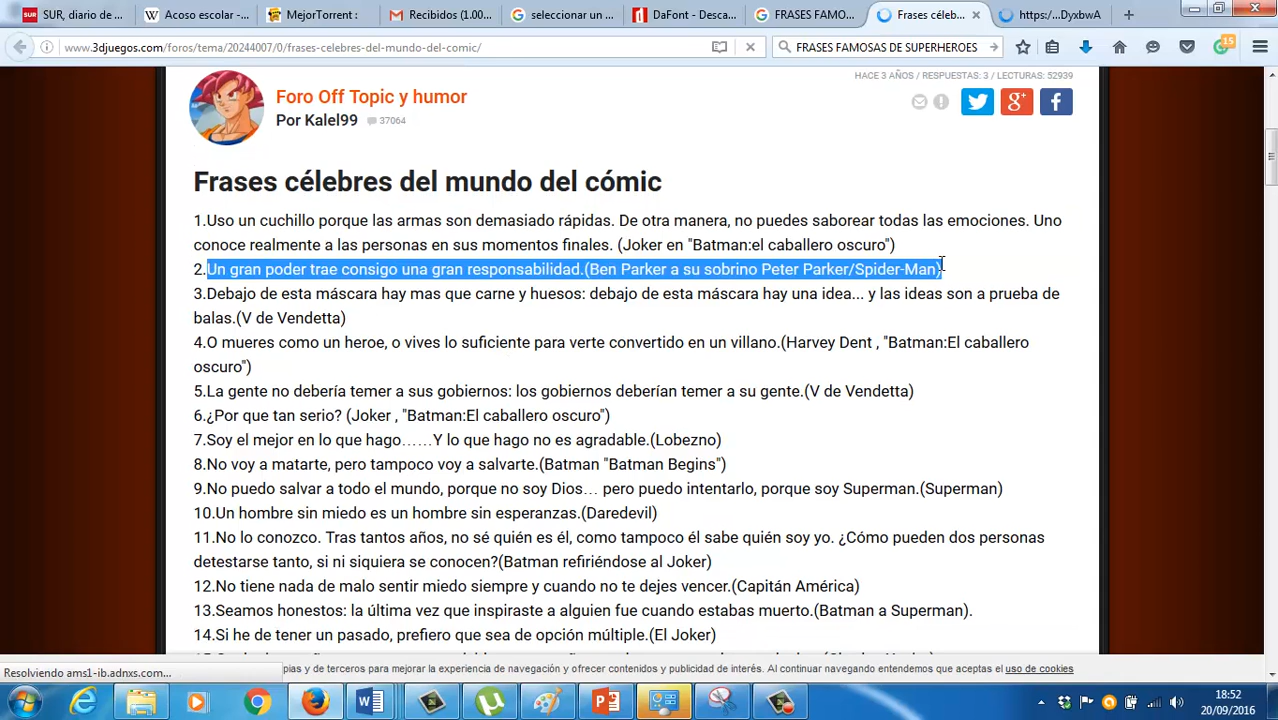 SUR, diario de ...
Acoso escolar -...
MejorTorrent :
Recibidos (1.00...
seleccionar un ...
DaFont - Desca...
FRASES FAMO...
Frases céleb...
https:/...DyxbwA
www.3djuegos.com/foros/tema/20244007/0/frases-celebres-del-mundo-del-comic/
FRASES FAMOSAS DE SUPERHEROES
15
HACE 3 AÑOS / RESPUESTAS: 3 / LECTURAS: 52939
Foro Off Topic y humor
Por Kalel99 37064
Frases célebres del mundo del cómic
1.Uso un cuchillo porque las armas son demasiado rápidas. De otra manera, no puedes saborear todas las emociones. Uno
conoce realmente a las personas en sus momentos finales. (Joker en "Batman:el caballero oscuro")
2.Un gran poder trae consigo una gran responsabilidad.(Ben Parker a su sobrino Peter Parker/Spider-Man)
3.Debajo de esta máscara hay mas que carne y huesos: debajo de esta máscara hay una idea... y las ideas son a prueba de
balas.(V de Vendetta)
4.O mueres como un heroe, o vives lo suficiente para verte convertido en un villano.(Harvey Dent , "Batman:El caballero
oscuro")
5.La gente no debería temer a sus gobiernos: los gobiernos deberían temer a su gente.(V de Vendetta)
6.¿Por que tan serio? (Joker , "Batman:El caballero oscuro")
7.Soy el mejor en lo que hago……Y lo que hago no es agradable.(Lobezno)
8.No voy a matarte, pero tampoco voy a salvarte.(Batman "Batman Begins")
9.No puedo salvar a todo el mundo, porque no soy Dios… pero puedo intentarlo, porque soy Superman.(Superman)
10.Un hombre sin miedo es un hombre sin esperanzas.(Daredevil)
11.No lo conozco. Tras tantos años, no sé quién es él, como tampoco él sabe quién soy yo. ¿Cómo pueden dos personas
detestarse tanto, si ni siquiera se conocen?(Batman refiriéndose al Joker)
12.No tiene nada de malo sentir miedo siempre y cuando no te dejes vencer.(Capitán América)
13.Seamos honestos: la última vez que inspiraste a alguien fue cuando estabas muerto.(Batman a Superman).
14.Si he de tener un pasado, prefiero que sea de opción múltiple.(El Joker)
Resolviendo ams1-ib.adnxs.com...
pias y de terceros para mejorar la experiencia de navegación y ofrecer contenidos y publicidad de interés. Al continuar navegando entendemos que aceptas el uso de cookies
18:52
20/09/2016